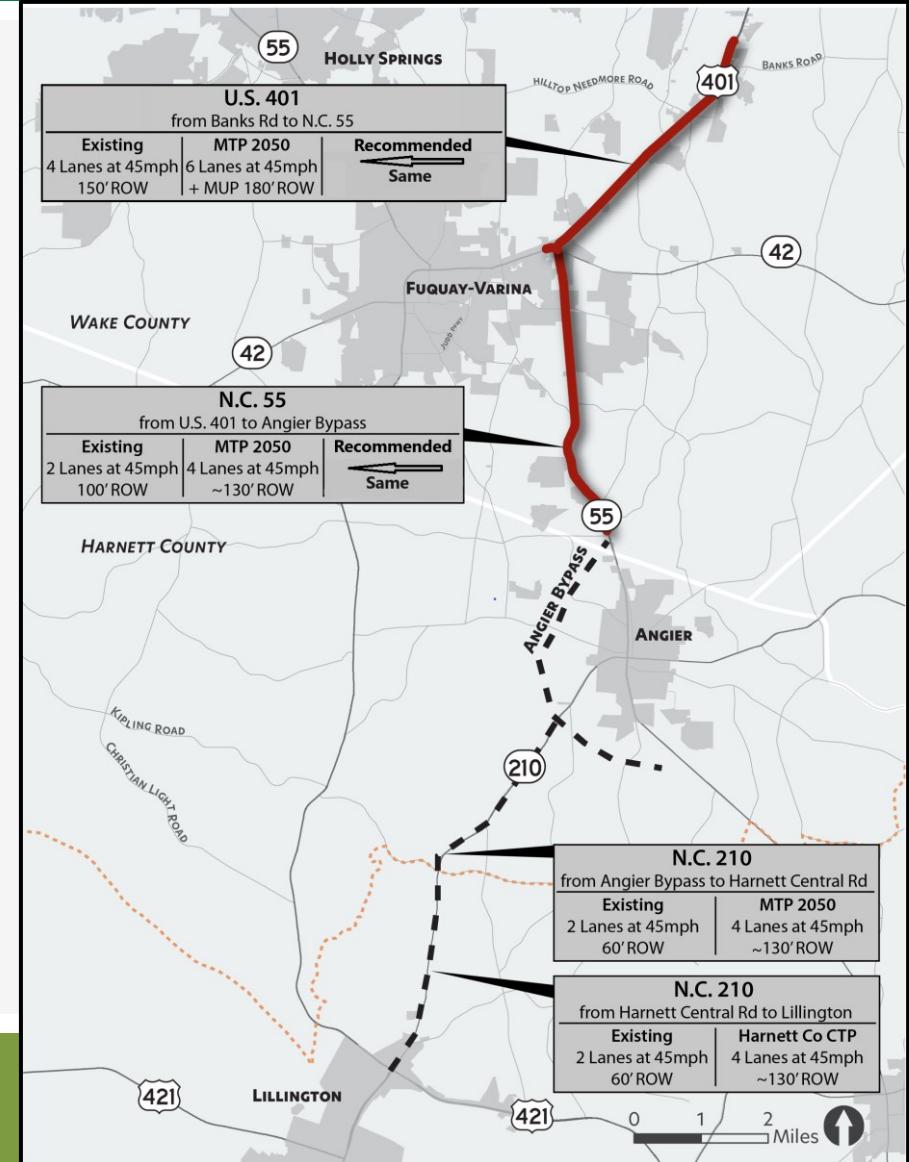 55
HOLLY SPRINGS
BANKS ROAD
401
HILLTOP NEEDMORE ROAD
U.S. 401
from Banks Rd to N.C. 55
Existing MTP 2050 Recommended
4 Lanes at 45mph 6 Lanes at 45mph Same
150' ROW + MUP 180' ROW
42
FUQUAY-VARINA
JUDD PKWY
WAKE COUNTY
42
N.C. 55
from U.S. 401 to Angier Bypass
Existing MTP 2050 Recommended
2 Lanes at 45mph 4 Lanes at 45mph Same
100' ROW ~130' ROW
55
HARNETT COUNTY
ANGIER BYPASS
ANGIER
KIPLING ROAD
CHRISTIAN LIGHT ROAD
210
N.C. 210
from Angier Bypass to Harnett Central Rd
Existing MTP 2050
2 Lanes at 45mph 4 Lanes at 45mph
60' ROW ~130' ROW
N.C. 210
from Harnett Central Rd to Lillington
Existing Harnett Co CTP
2 Lanes at 45mph 4 Lanes at 45mph
60' ROW ~130' ROW
LILLINGTON
421
421
0 1 2
Miles